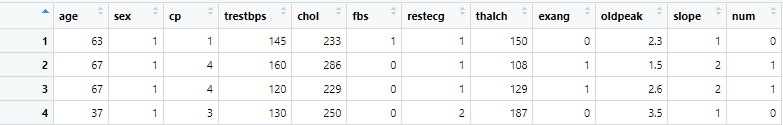 age sex cp trestbps chol fbs restecg thalch exang oldpeak slope num
1 63 1 1 145 233 1 1 150 0 2.3 1 0
2 67 1 4 160 286 0 1 108 1 1.5 2 1
3 67 1 4 120 229 0 1 129 1 2.6 2 1
4 37 1 3 130 250 0 2 187 0 3.5 1 0